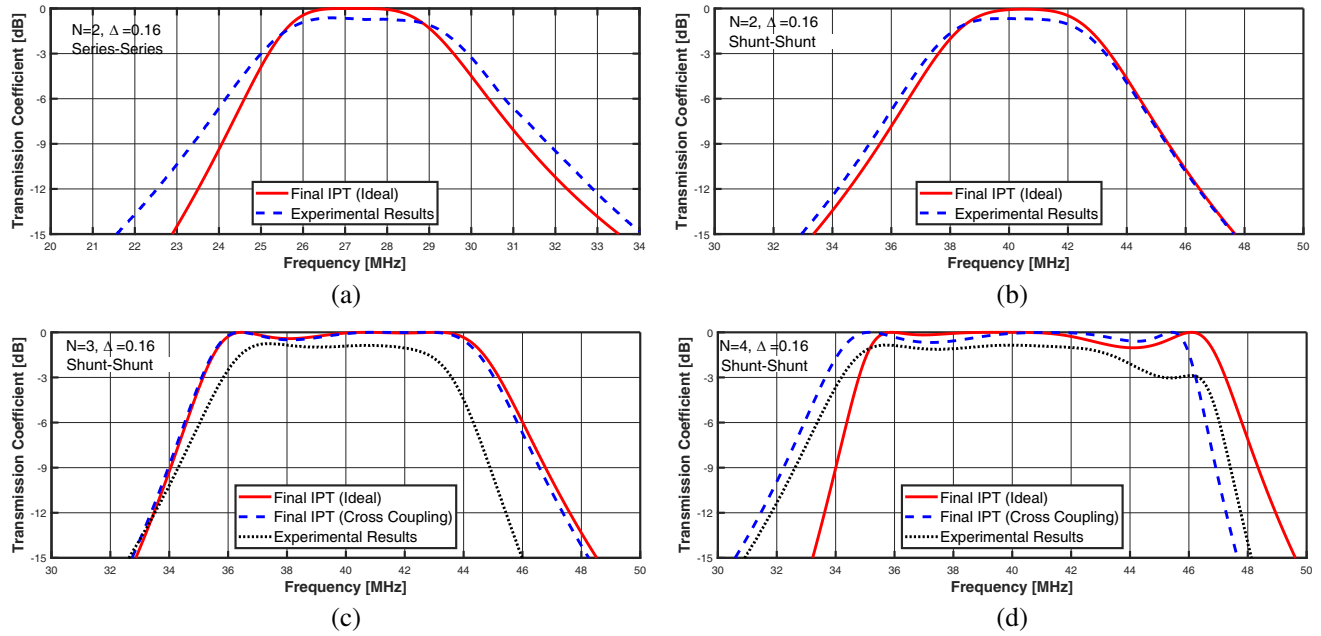 Transmission Coefficient [dB]
0
-3
-6
-9
-12
-15
N=2, Δ =0.16
Series-Series
Final IPT (Ideal)
Experimental Results
20 21 22 23 24 25 26 27 28 29 30 31 32 33 34
Frequency [MHz]
(a)
Transmission Coefficient [dB]
0
-3
-6
-9
-12
-15
N=2, Δ =0.16
Shunt-Shunt
Final IPT (Ideal)
Experimental Results
30 32 34 36 38 40 42 44 46 48 50
Frequency [MHz]
(b)
Transmission Coefficient [dB]
0
-3
-6
-9
-12
-15
N=3, Δ=0.16
Shunt-Shunt
Final IPT (Ideal)
Final IPT (Cross Coupling)
Experimental Results
30 32 34 36 38 40 42 44 46 48 50
Frequency [MHz]
(c)
Transmission Coefficient [dB]
0
-3
-6
-9
-12
-15
N=4, Δ=0.16
Shunt-Shunt
Final IPT (Ideal)
Final IPT (Cross Coupling)
Experimental Results
30 32 34 36 38 40 42 44 46 48 50
Frequency [MHz]
(d)